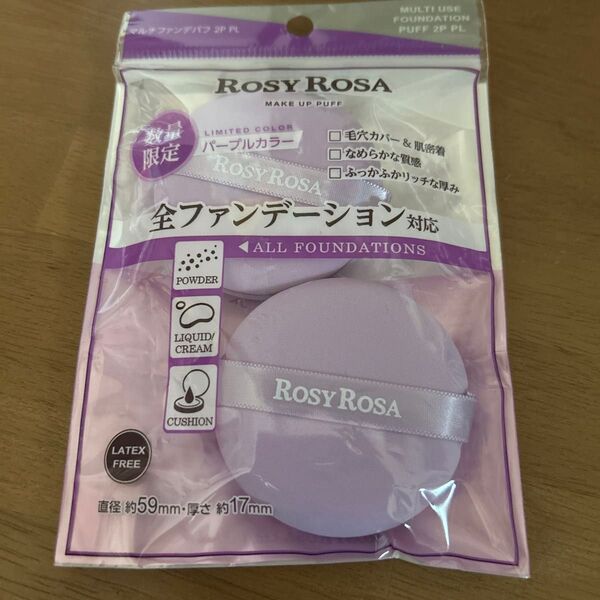 マルチファンデパフ 2P PL
MULTI USE
FOUNDATION
PUFF 2P PL
ROSY ROSA
MAKE UP PUFF
数量
限定
LIMITED COLOR
パープルカラー
毛穴カバー & 肌密着
なめらかな質感
ふっかふかリッチな厚み
ROSY ROSA
全ファンデーション対応
ALL FOUNDATIONS
POWDER
LIQUID/
CREAM
CUSHION
ROSY ROSA
LATEX
FREE
直径 約59mm・厚さ 約17mm